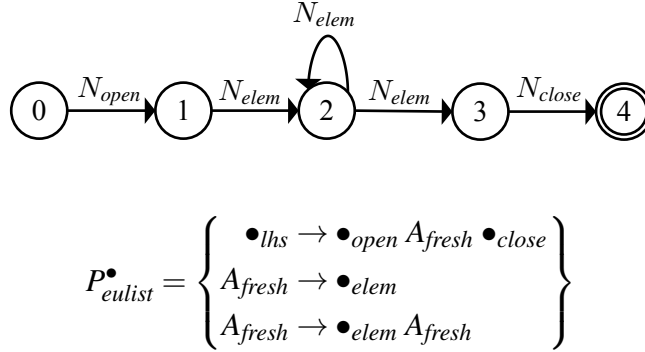 N_elem
N_open N_elem N_elem N_close
0 1 2 3 4
●_lhs → ●_open A_fresh ●_close
P^●_eulist = { A_fresh → ●_elem }
A_fresh → ●_elem A_fresh